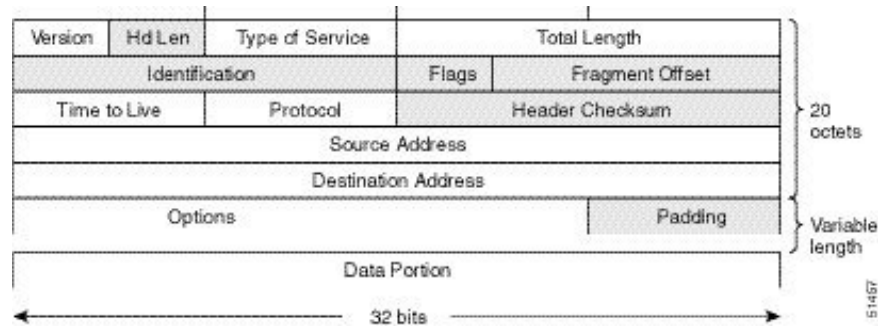 Version Hd Len Type of Service Total Length
Identification Flags Fragment Offset
Time to Live Protocol Header Checksum
20
octets
Source Address
Destination Address
Options Padding
Variable
length
Data Portion
32 bits
51457